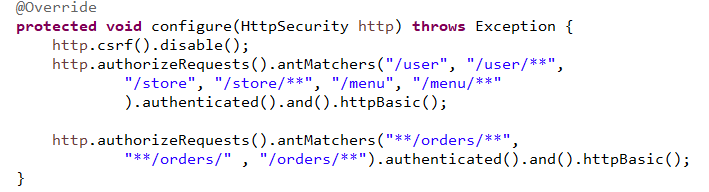 @Override
protected void configure(HttpSecurity http) throws Exception {
http.csrf().disable();
http.authorizeRequests().antMatchers("/user", "/user/**",
"/store", "/store/**", "/menu", "/menu/**"
).authenticated().and().httpBasic();
http.authorizeRequests().antMatchers("**/orders/**",
"**/orders/" , "/orders/**").authenticated().and().httpBasic();
}